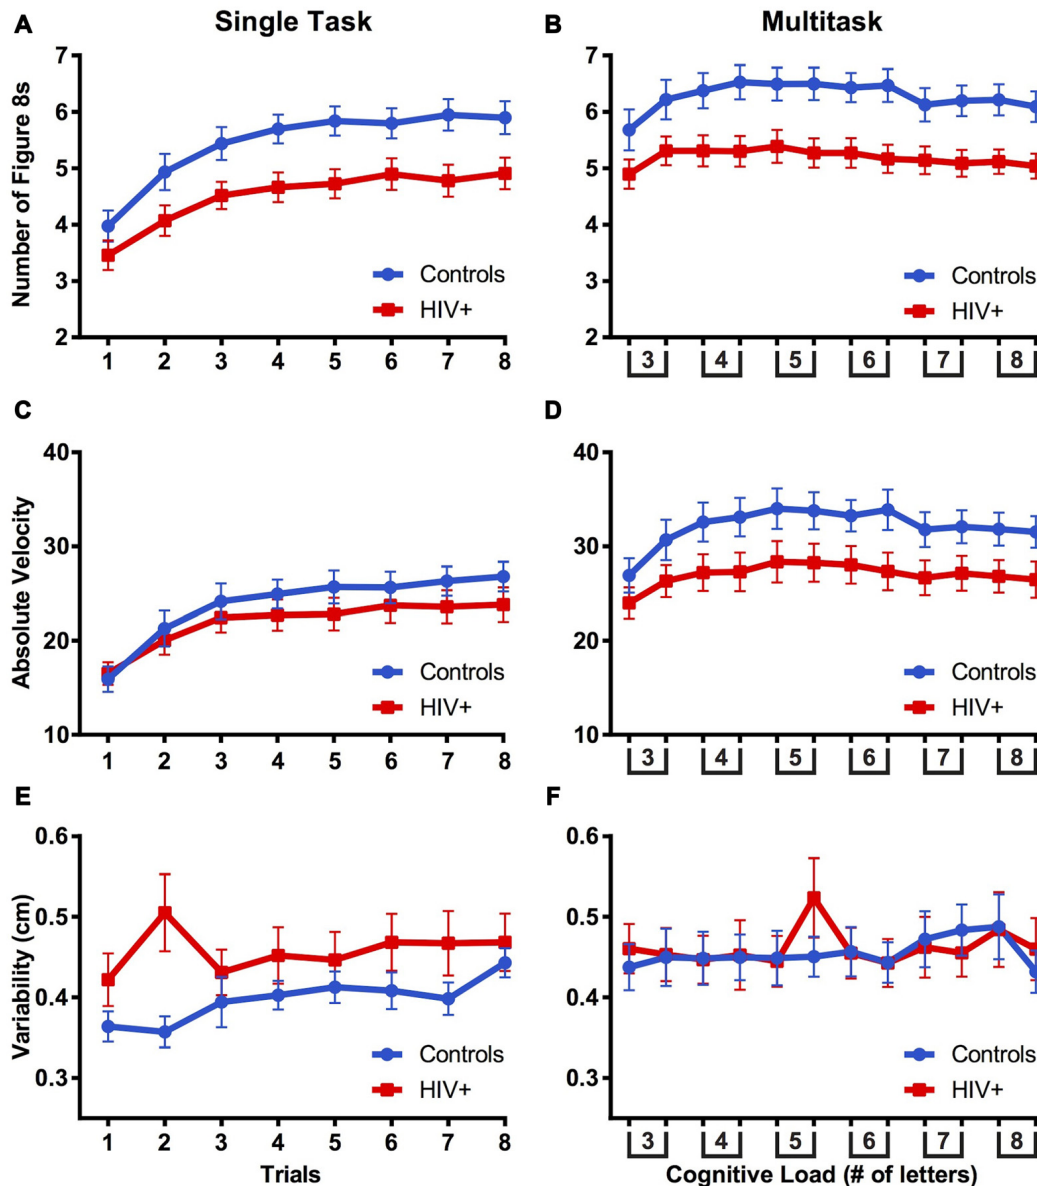 A Single Task
B Multitask
Number of Figure 8s
7
6
5
4
3
2
Controls
HIV+
1 2 3 4 5 6 7 8
7
6
5
4
3
2
Controls
HIV+
3 4 5 6 7 8
C
Absolute Velocity
40
30
20
10
Controls
HIV+
1 2 3 4 5 6 7 8
D
40
30
20
10
Controls
HIV+
3 4 5 6 7 8
E
Variability (cm)
0.6
0.5
0.4
0.3
Controls
HIV+
1 2 3 4 5 6 7 8
Trials
F
0.6
0.5
0.4
0.3
Controls
HIV+
3 4 5 6 7 8
Cognitive Load (# of letters)